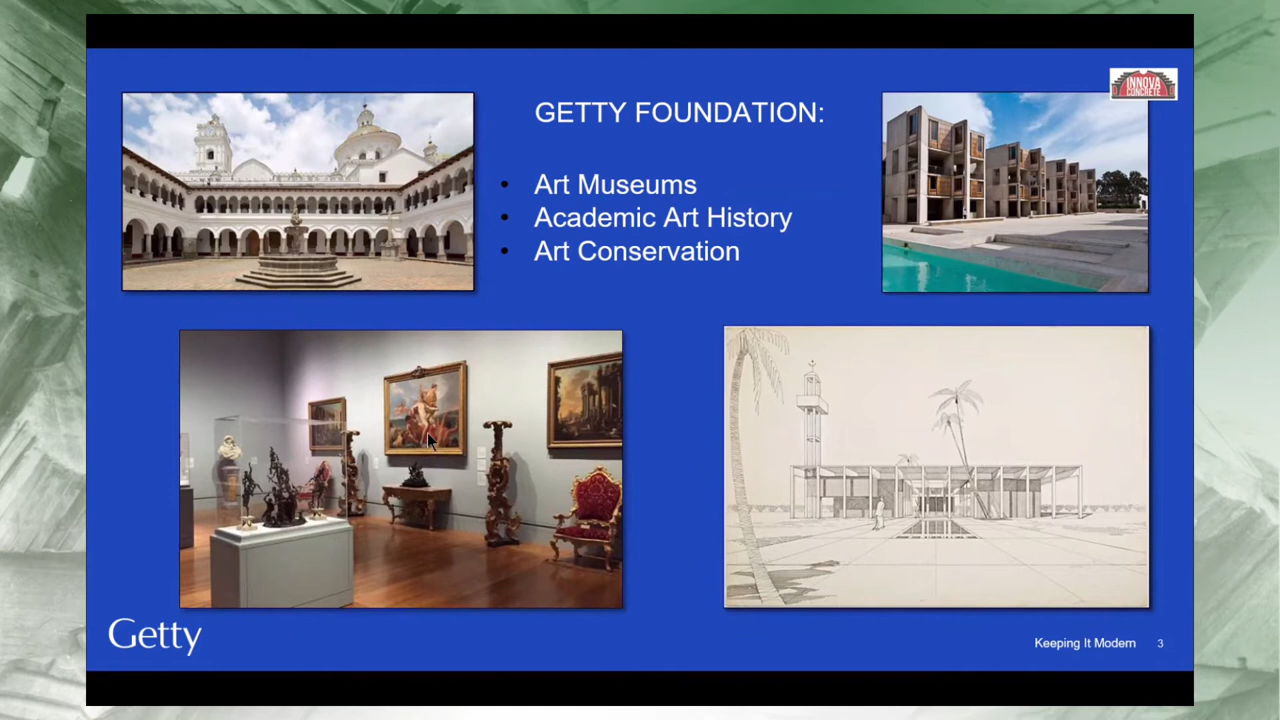 INNOVA
CONCRETE
GETTY FOUNDATION:
• Art Museums
• Academic Art History
• Art Conservation
Getty
Keeping It Modern 3